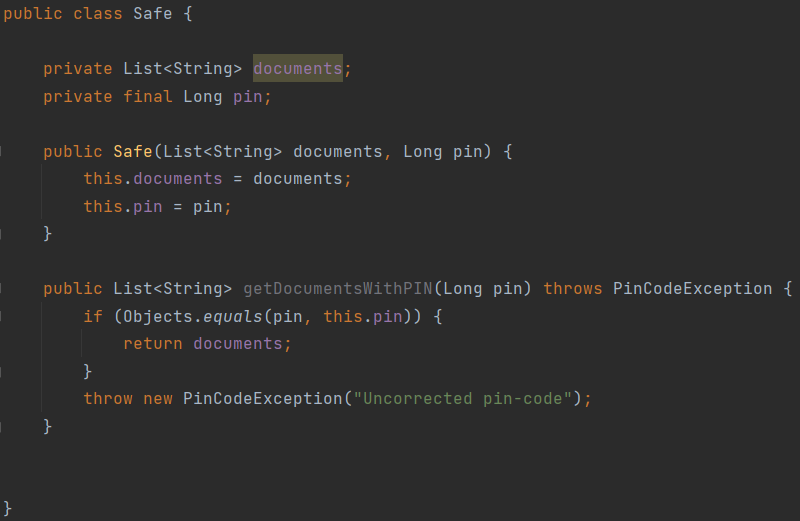 public class Safe {
private List<String> documents;
private final Long pin;
public Safe(List<String> documents, Long pin) {
this.documents = documents;
this.pin = pin;
}
public List<String> getDocumentsWithPIN(Long pin) throws PinCodeException {
if (Objects.equals(pin, this.pin)) {
return documents;
}
throw new PinCodeException("Uncorrected pin-code");
}
}